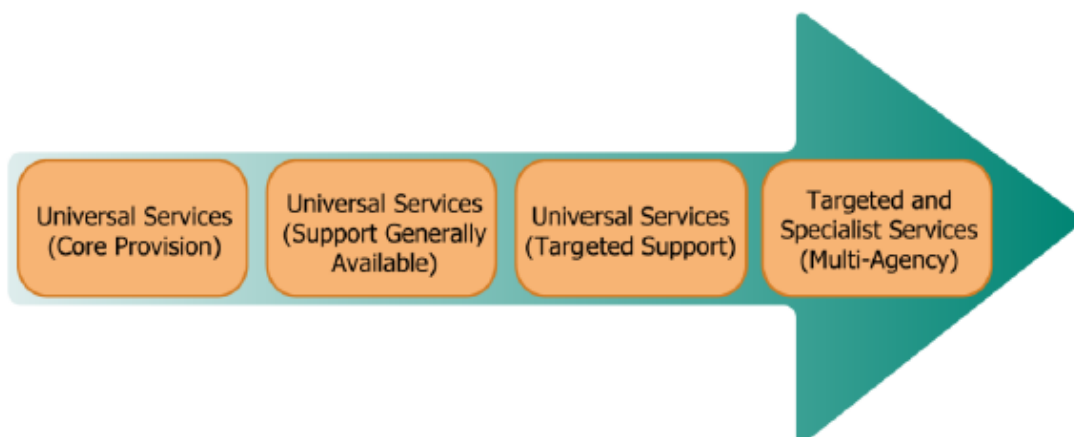 Universal Services
(Core Provision)
Universal Services
(Support Generally
Available)
Universal Services
(Targeted Support)
Targeted and
Specialist Services
(Multi-Agency)